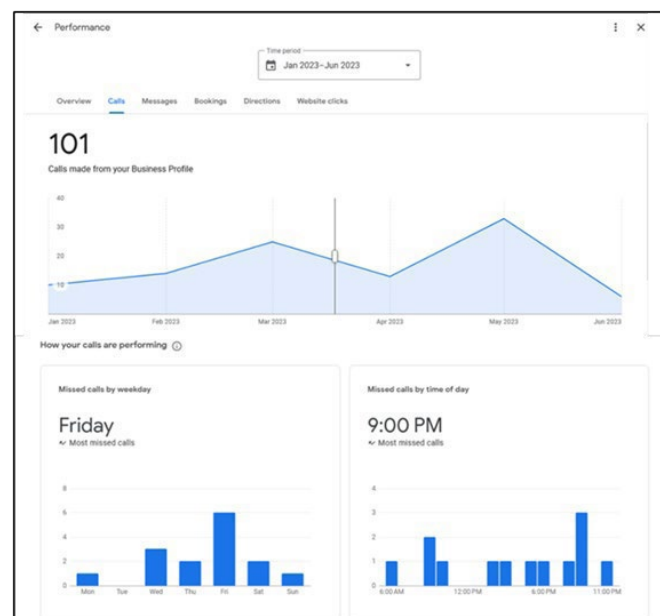 Performance
Time period
Jan 2023–Jun 2023
Overview Calls Messages Bookings Directions Website clicks
101
Calls made from your Business Profile
40
30
20
10
Jan 2023 Feb 2023 Mar 2023 Apr 2023 May 2023 Jun 2023
How your calls are performing
Missed calls by weekday
Friday
Most missed calls
8
6
4
2
0
Mon Tue Wed Thu Fri Sat Sun
Missed calls by time of day
9:00 PM
Most missed calls
4
3
2
1
0
6:00 AM 12:00 PM 6:00 PM 11:00 PM